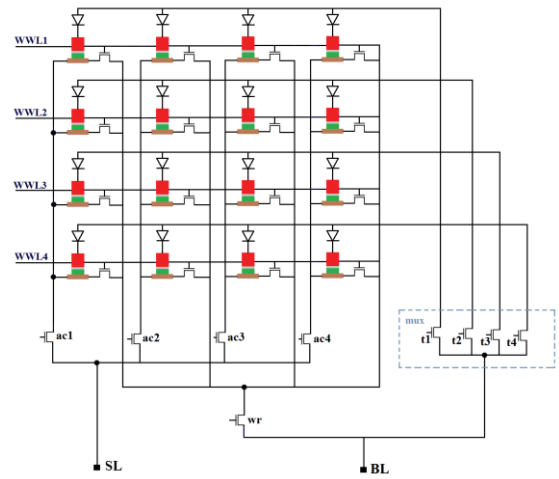 WWL1
WWL2
WWL3
WWL4
mux
ac1 ac2 ac3 ac4 t1 t2 t3 t4
wr
SL BL